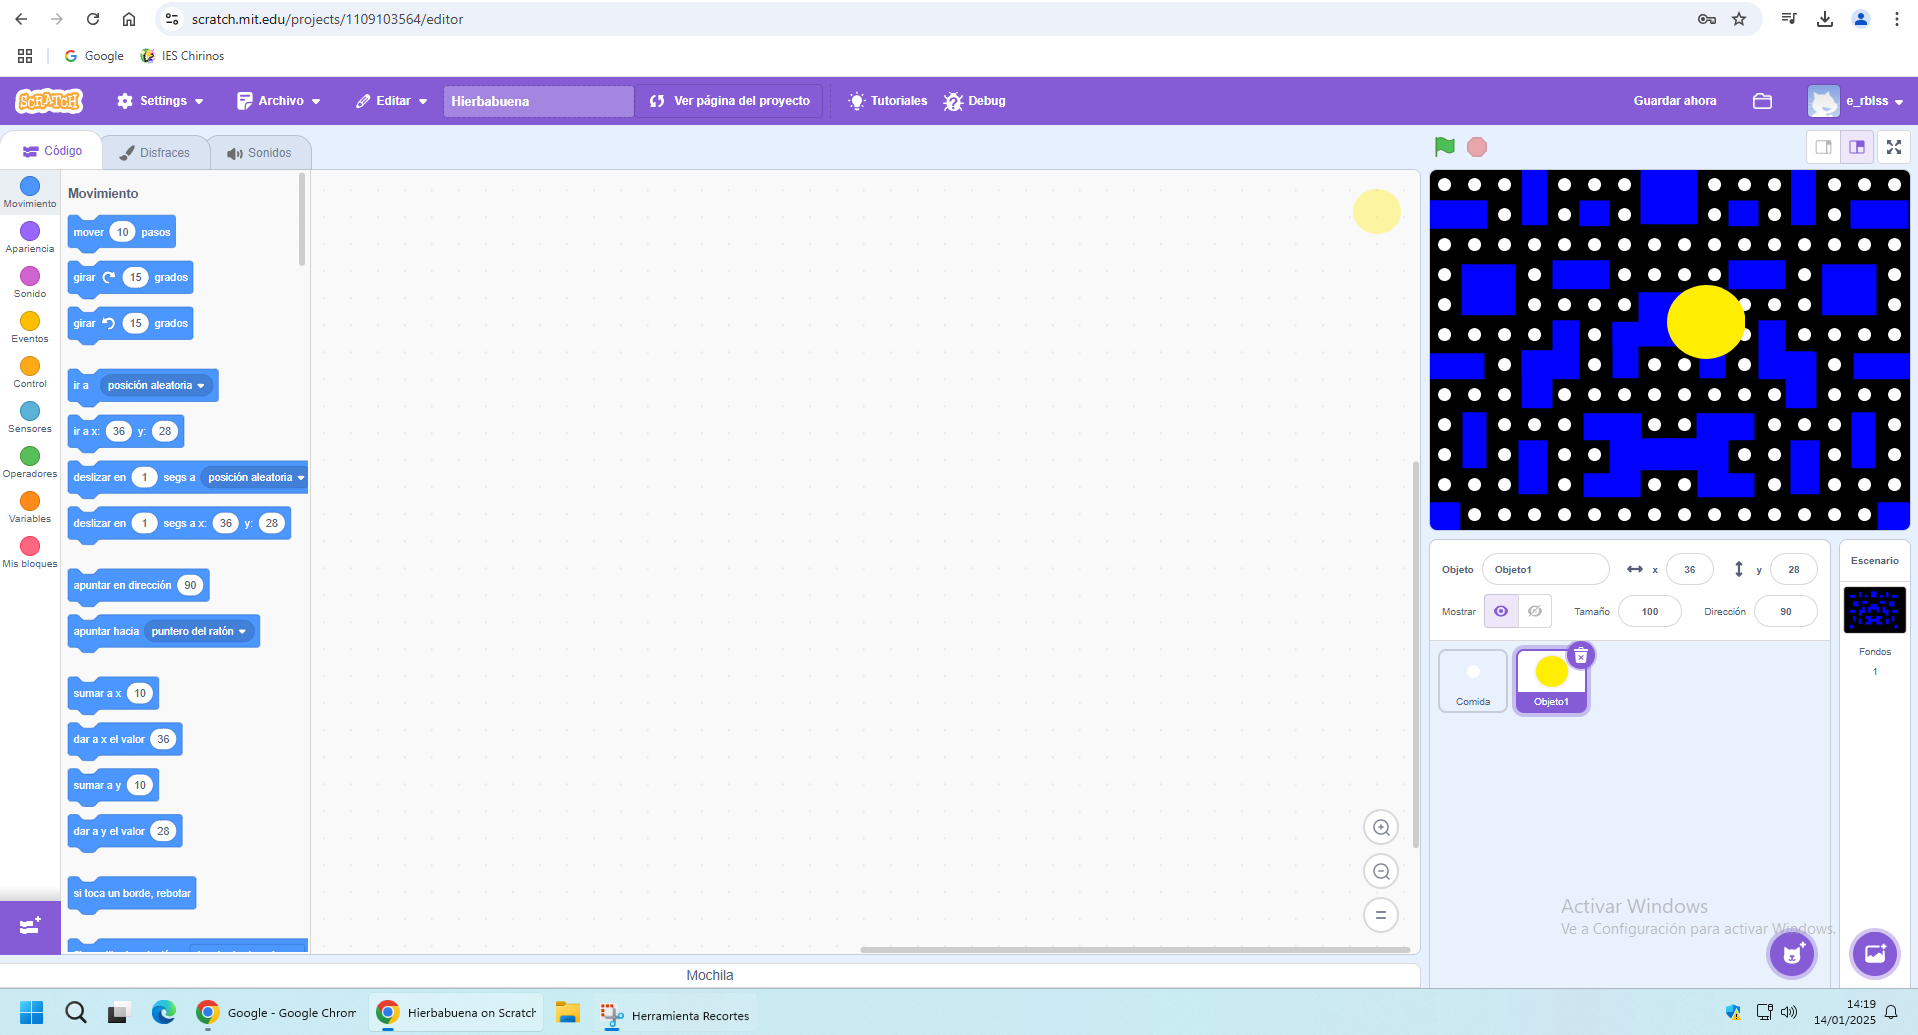 scratch.mit.edu/projects/1109103564/editor
Google
IES Chirinos
SCRATCH
Settings
Archivo
Editar
Hierbabuena
Ver página del proyecto
Tutoriales
Debug
Guardar ahora
e_rblss
Código
Disfraces
Sonidos
Movimiento
Apariencia
Sonido
Eventos
Control
Sensores
Operadores
Variables
Mis bloques
Movimiento
mover 10 pasos
girar 15 grados
girar 15 grados
ir a posición aleatoria
ir a x: 36 y: 28
deslizar en 1 segs a posición aleatoria
deslizar en 1 segs a x: 36 y: 28
apuntar en dirección 90
apuntar hacia puntero del ratón
sumar a x 10
dar a x el valor 36
sumar a y 10
dar a y el valor 28
si toca un borde, rebotar
Mochila
Objeto Objeto1 x 36 y 28
Mostrar Tamaño 100 Dirección 90
Comida
Objeto1
Escenario
Fondos
1
Activar Windows
Ve a Configuración para activar Windows.
Google - Google Chrom
Hierbabuena on Scratch
Herramienta Recortes
14:19
14/01/2025